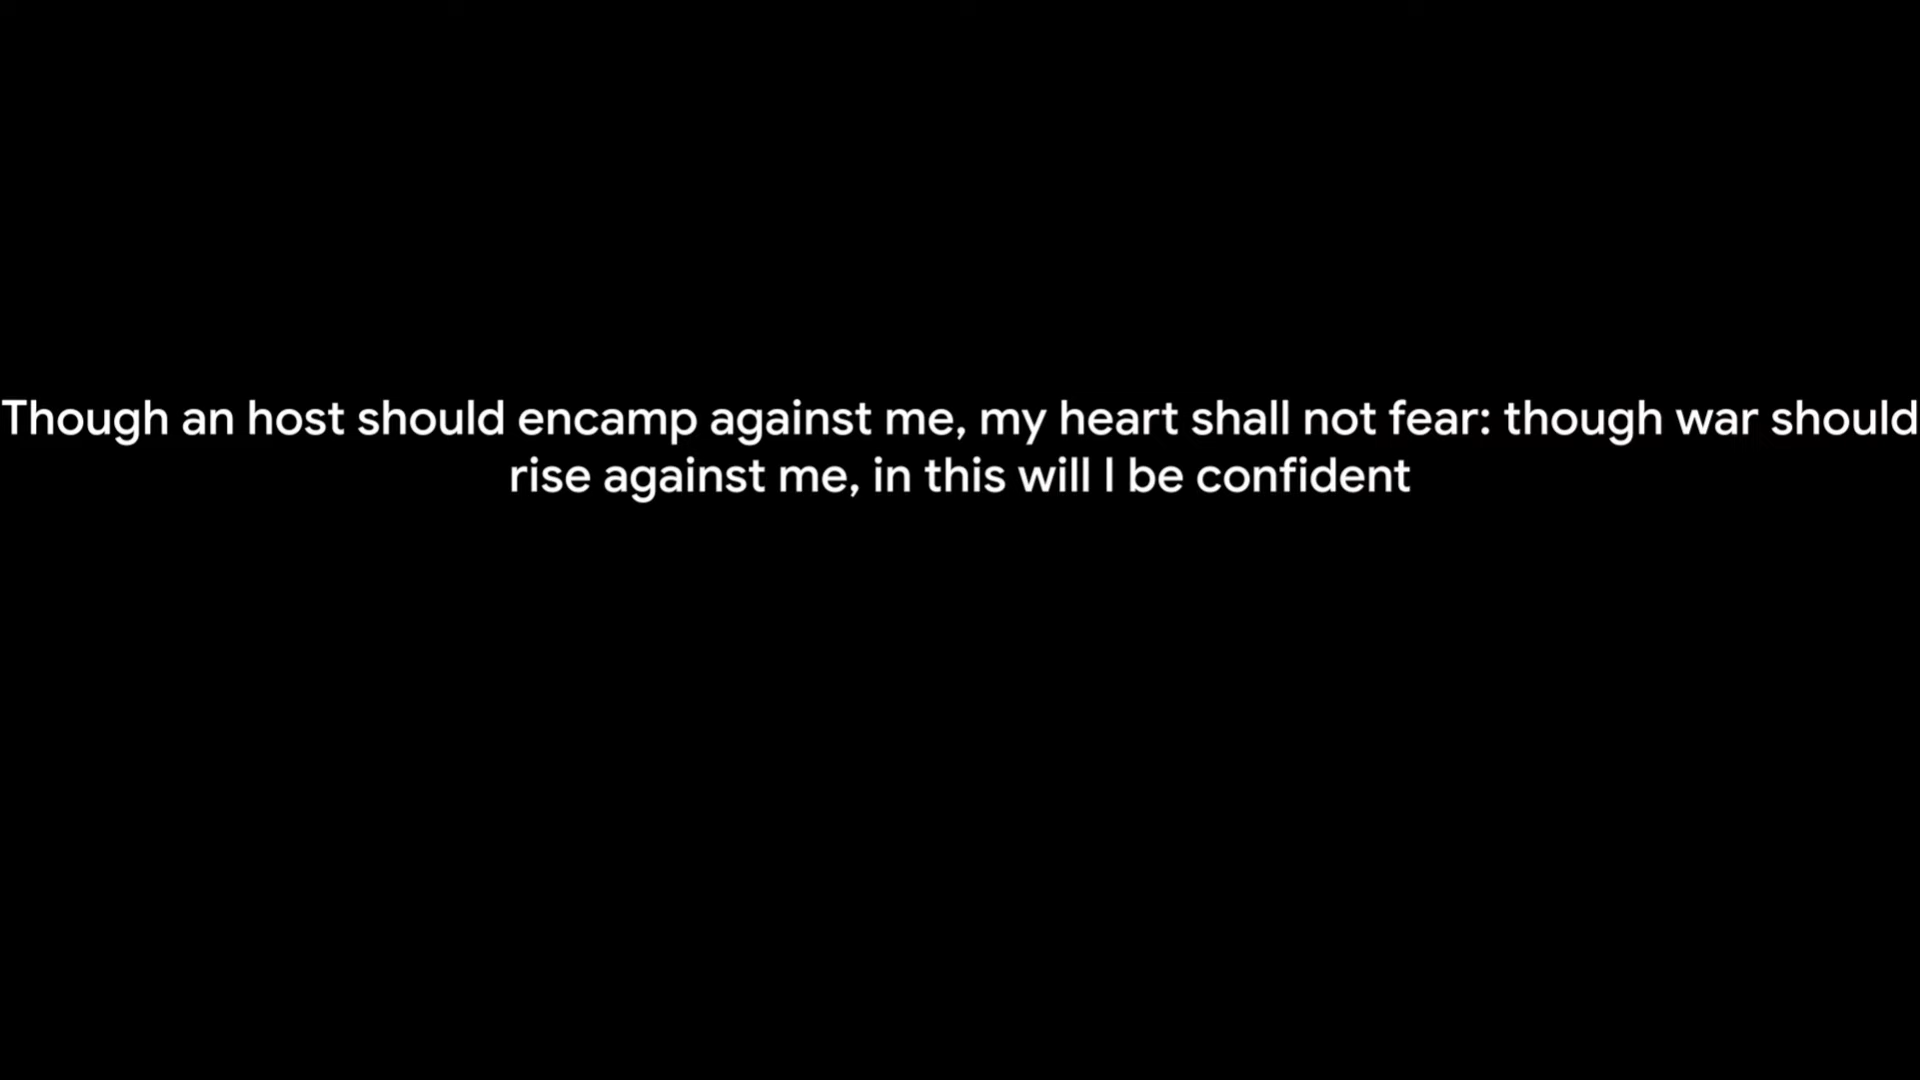 Though an host should encamp against me, my heart shall not fear: though war should
rise against me, in this will I be confident